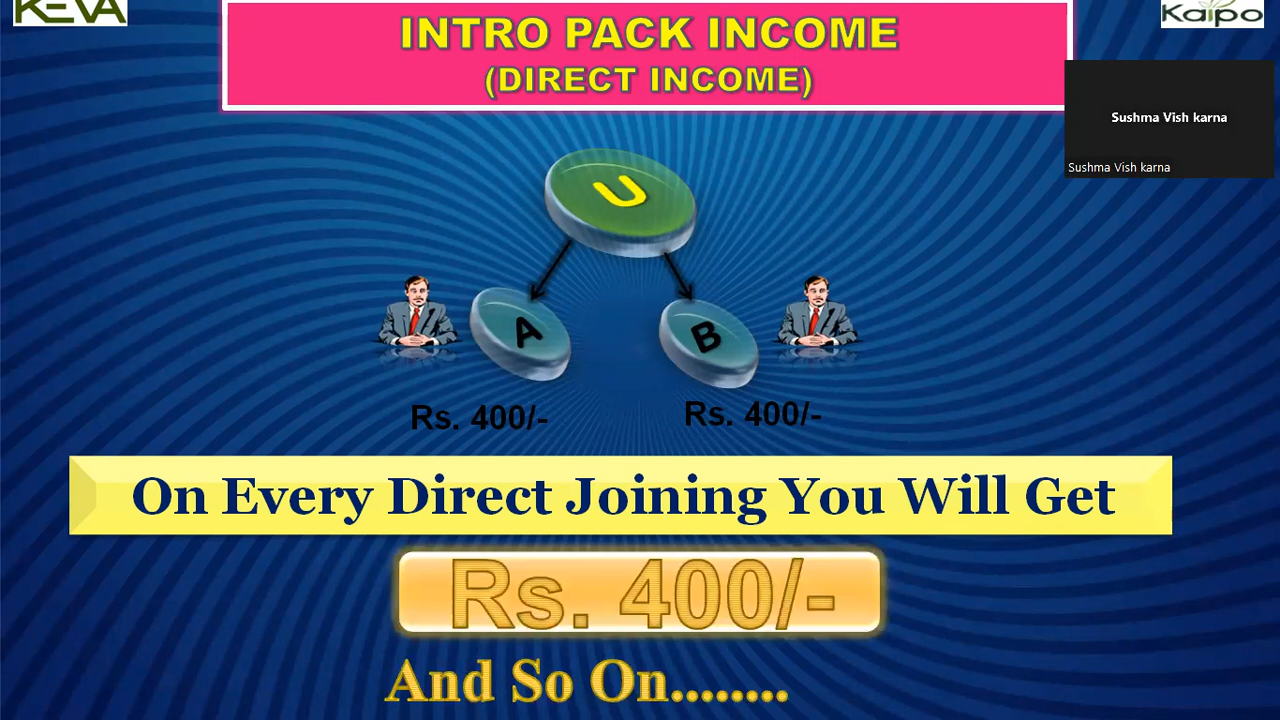 KEVA
Kaipo
INTRO PACK INCOME
(DIRECT INCOME)
Sushma Vish karna
Sushma Vish karna
U
A
B
Rs. 400/-
Rs. 400/-
On Every Direct Joining You Will Get
Rs. 400/-
And So On........